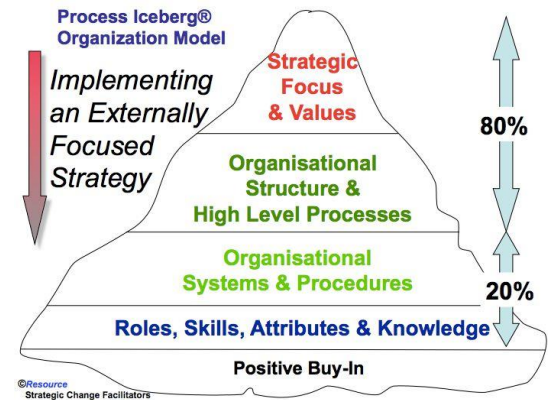 Process Iceberg®
Organization Model
Implementing
an Externally
Focused
Strategy
Strategic
Focus
& Values
80%
Organisational
Structure &
High Level Processes
Organisational
Systems & Procedures
20%
Roles, Skills, Attributes & Knowledge
Positive Buy-In
©Resource
Strategic Change Facilitators